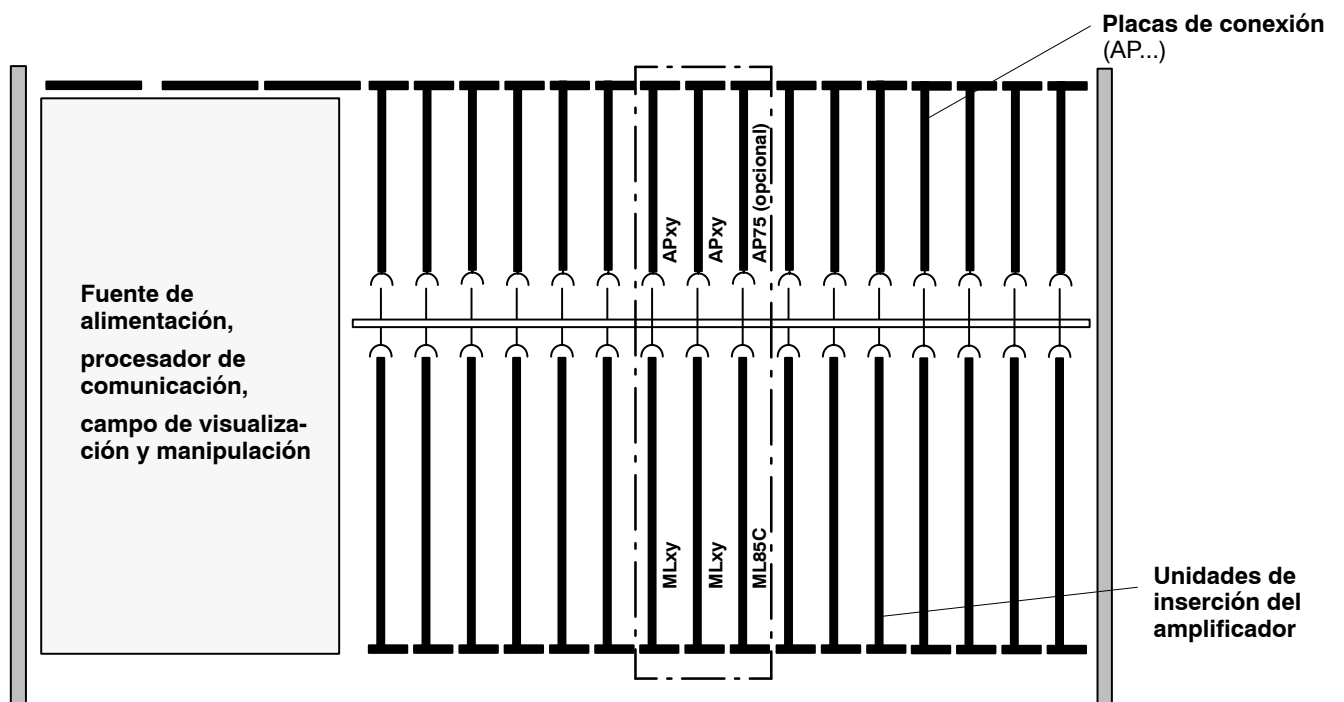 Placas de conexión
(AP...)
APxy
APxy
AP75 (opcional)
Fuente de
alimentación,
procesador de
comunicación,
campo de visualiza-
ción y manipulación
MLxy
MLxy
ML85C
Unidades de
inserción del
amplificador